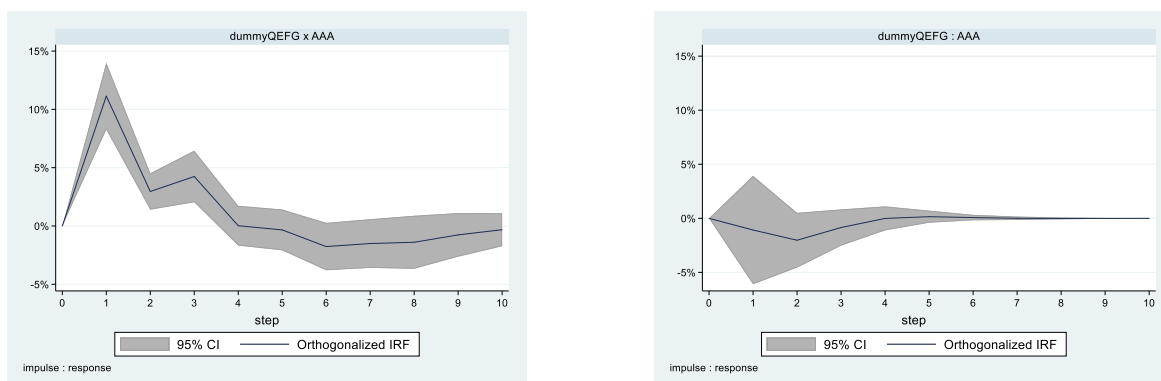 dummyQEFG x AAA
15%
10%
5%
0%
-5%
0 1 2 3 4 5 6 7 8 9 10
step
95% CI Orthogonalized IRF
impulse : response
dummyQEFG : AAA
15%
10%
5%
0%
-5%
0 1 2 3 4 5 6 7 8 9 10
step
95% CI Orthogonalized IRF
impulse : response